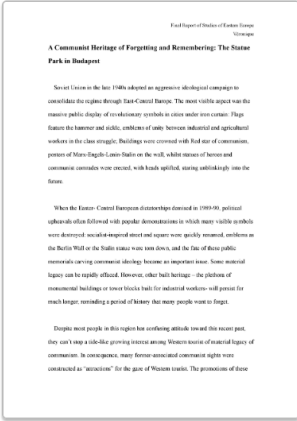 Final Report of Studies of Eastern Europe
Véronique
A Communist Heritage of Forgetting and Remembering: The Statue
Park in Budapest
Soviet Union in the late 1940s adopted an aggressive ideological campaign to
consolidate the regime through East-Central Europe. The most visible aspect was the
massive public display of revolutionary symbols in cities under iron curtain: Flags
feature the hammer and sickle, emblems of unity between industrial and agricultural
workers in the class struggle; Buildings were crowned with Red star of communism,
posters of Marx-Engels-Lenin-Stalin on the wall, whilst statues of heroes and
communist comrades were erected, with heads uplifted, staring unblinkingly into the
future.
When the Easter- Central European dictatorships demised in 1989-90, political
upheavals often followed with popular demonstrations in which many visible symbols
were destroyed: socialist-inspired street and square were quickly renamed, emblems as
the Berlin Wall or the Stalin statue were torn down, and the fate of these public
memorials carving communist ideology became an important issue. Some material
legacy can be rapidly effaced. However, other built heritage – the plethora of
monumental buildings or tower blocks built for industrial workers- will persist for
much longer, reminding a period of history that many people want to forget.
Despite most people in this region has conflicting attitude toward this recent past,
they can't stop a tide-like growing interest among Western tourist of material legacy of
communism. In consequence, many former-associated communist sights were
constructed as "attractions" for the gaze of Western tourist. The promotions of these